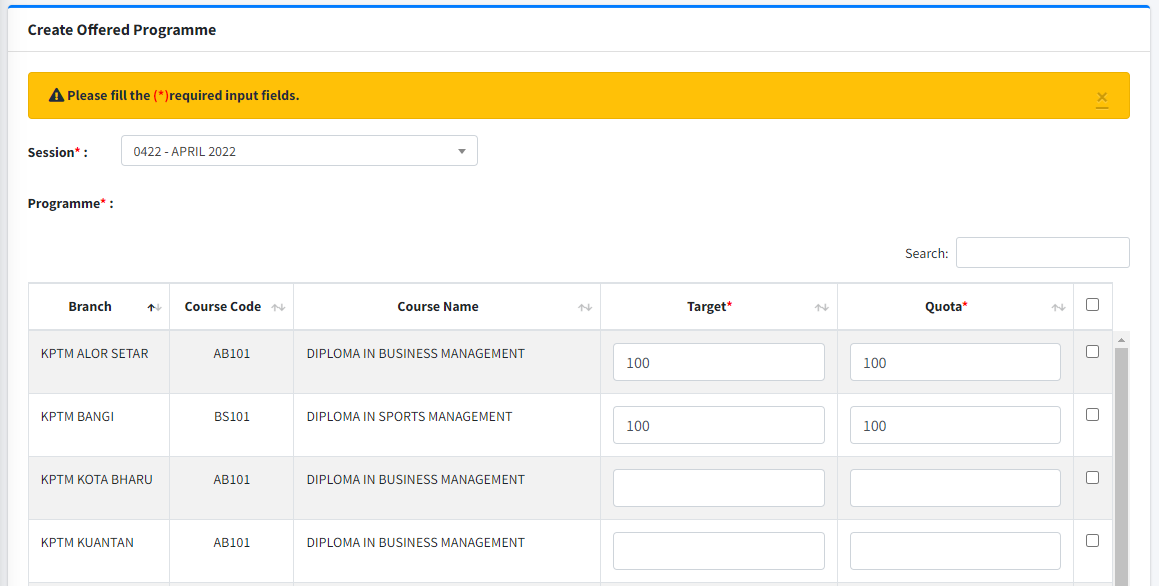 Create Offered Programme
Please fill the (*)required input fields.
×
Session* :
0422 - APRIL 2022
Programme* :
Search:
Branch Course Code Course Name Target* Quota*
KPTM ALOR SETAR AB101 DIPLOMA IN BUSINESS MANAGEMENT 100 100
KPTM BANGI BS101 DIPLOMA IN SPORTS MANAGEMENT 100 100
KPTM KOTA BHARU AB101 DIPLOMA IN BUSINESS MANAGEMENT
KPTM KUANTAN AB101 DIPLOMA IN BUSINESS MANAGEMENT